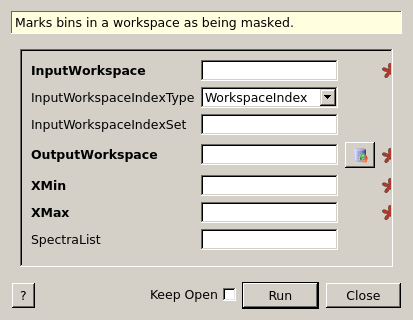 Marks bins in a workspace as being masked.
InputWorkspace
InputWorkspaceIndexType WorkspaceIndex
InputWorkspaceIndexSet
OutputWorkspace
XMin
XMax
SpectraList
? Keep Open Run Close